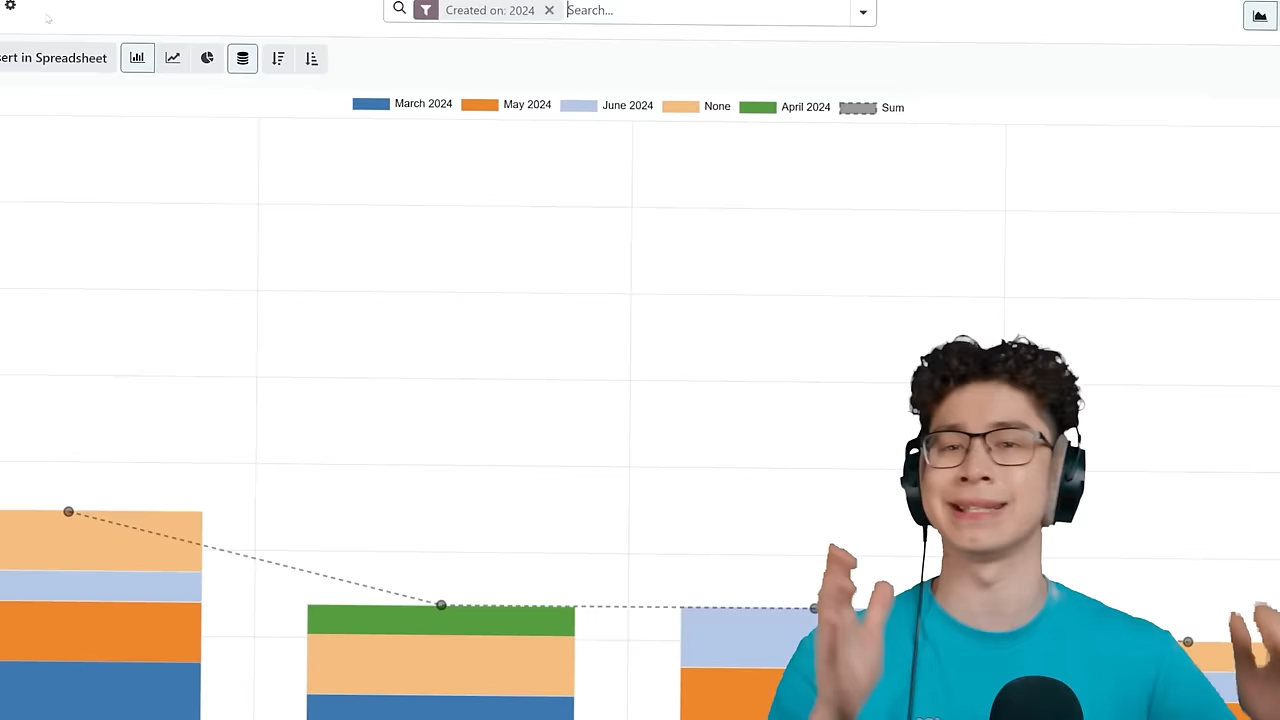 Created on: 2024 Search...
ert in Spreadsheet
March 2024 May 2024 June 2024 None April 2024 Sum